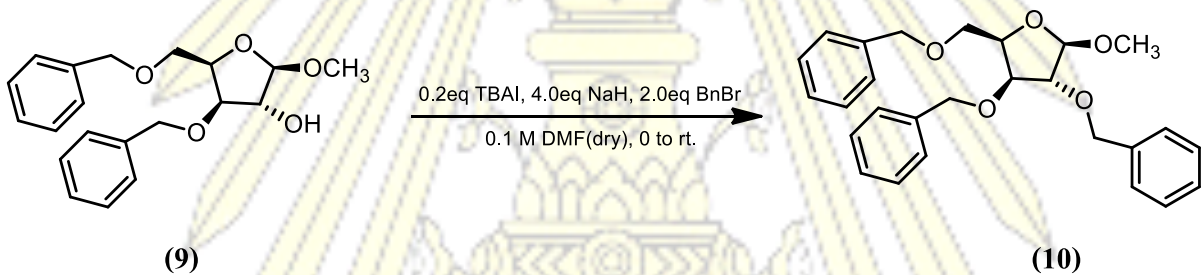 O
OCH3
O
O
OH
0.2eq TBAI, 4.0eq NaH, 2.0eq BnBr
0.1 M DMF(dry), 0 to rt.
O
OCH3
O
O
O
(9)
(10)